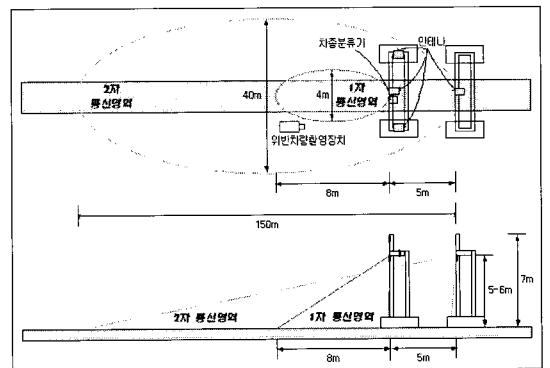 차종분류기
안테나
2차
통신영역
40m
4m
1차
통신영역
위반차량촬영장치
8m
5m
150m
2차 통신영역
1차 통신영역
5-6m
7m
8m
5m